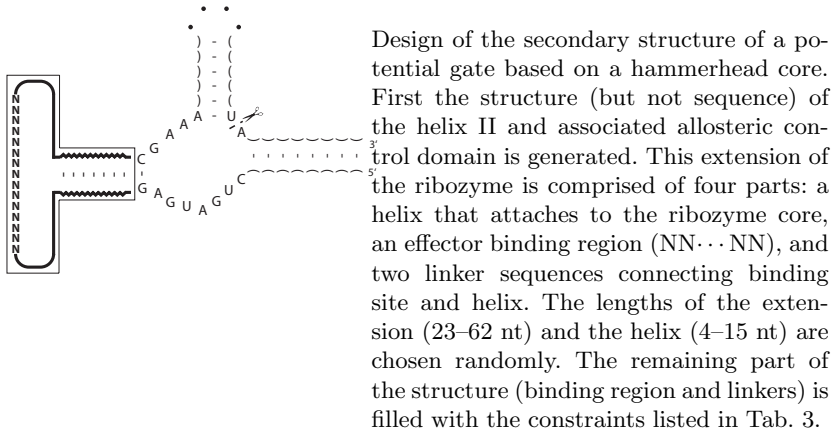 Design of the secondary structure of a po-
tential gate based on a hammerhead core.
First the structure (but not sequence) of
the helix II and associated allosteric con-
trol domain is generated. This extension of
the ribozyme is comprised of four parts: a
helix that attaches to the ribozyme core,
an effector binding region (NN···NN), and
two linker sequences connecting binding
site and helix. The lengths of the exten-
sion (23–62 nt) and the helix (4–15 nt) are
chosen randomly. The remaining part of
the structure (binding region and linkers) is
filled with the constraints listed in Tab. 3.
A - U
A
A
A
G
C
A
3'
5'
G
A
G
U
A
G
U
C